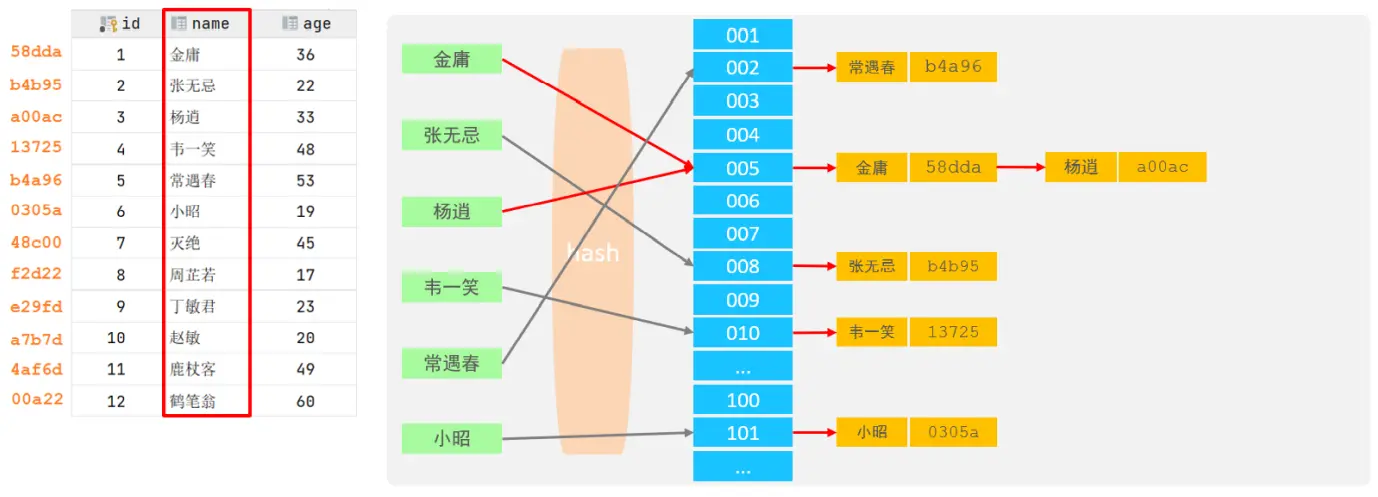 id name age
58dda 1 金庸 36
b4b95 2 张无忌 22
a00ac 3 杨逍 33
13725 4 韦一笑 48
b4a96 5 常遇春 53
0305a 6 小昭 19
48c00 7 灭绝 45
f2d22 8 周芷若 17
e29fd 9 丁敏君 23
a7b7d 10 赵敏 20
4af6d 11 鹿杖客 49
00a22 12 鹤笔翁 60
金庸
张无忌
杨逍
韦一笑
常遇春
小昭
hash
001
002 常遇春 b4a96
003
004
005 金庸 58dda 杨逍 a00ac
006
007
008 张无忌 b4b95
009
010 韦一笑 13725
...
100
101 小昭 0305a
...